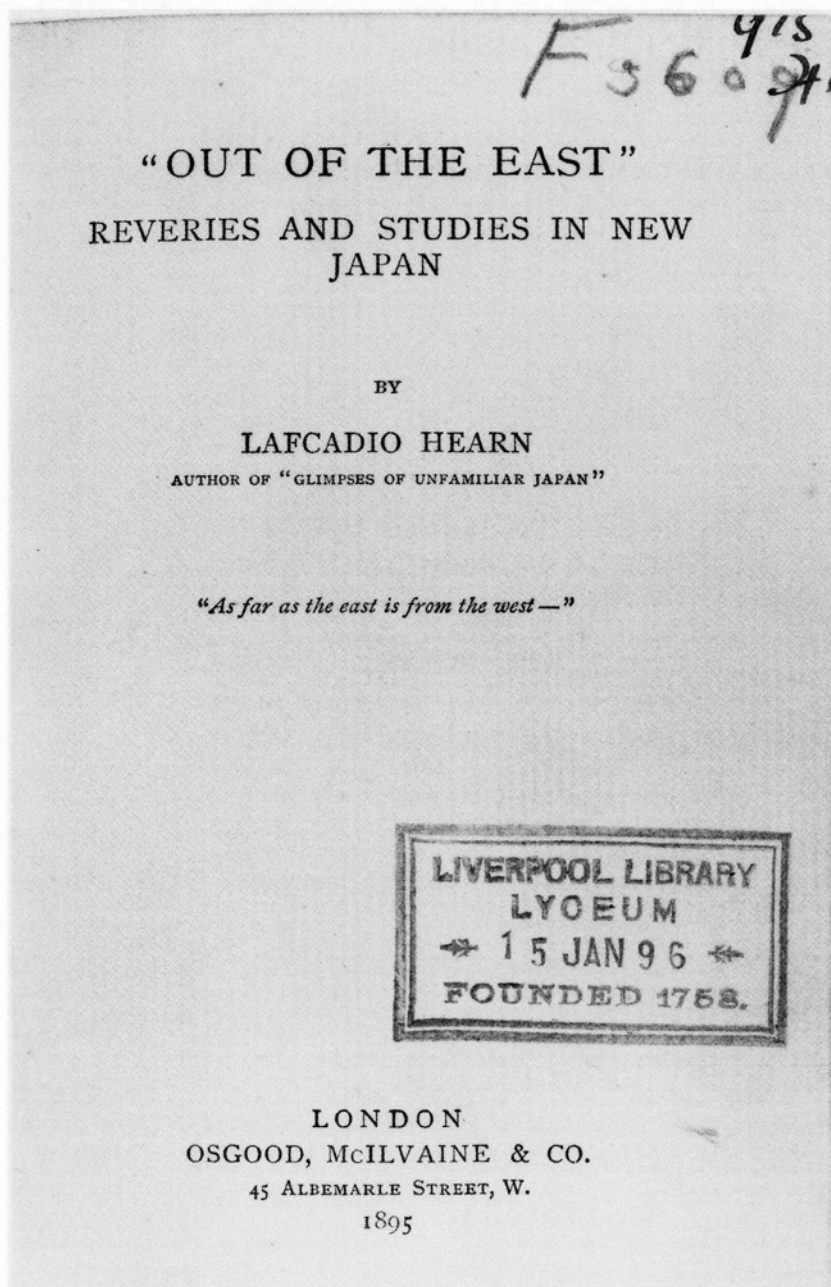 F 3609
"OUT OF THE EAST"
REVERIES AND STUDIES IN NEW
JAPAN
BY
LAFCADIO HEARN
AUTHOR OF "GLIMPSES OF UNFAMILIAR JAPAN"
"As far as the east is from the west—"
LIVERPOOL LIBRARY
LYCEUM
15 JAN 96
FOUNDED 1758.
LONDON
OSGOOD, McILVAINE & CO.
45 ALBEMARLE STREET, W.
1895